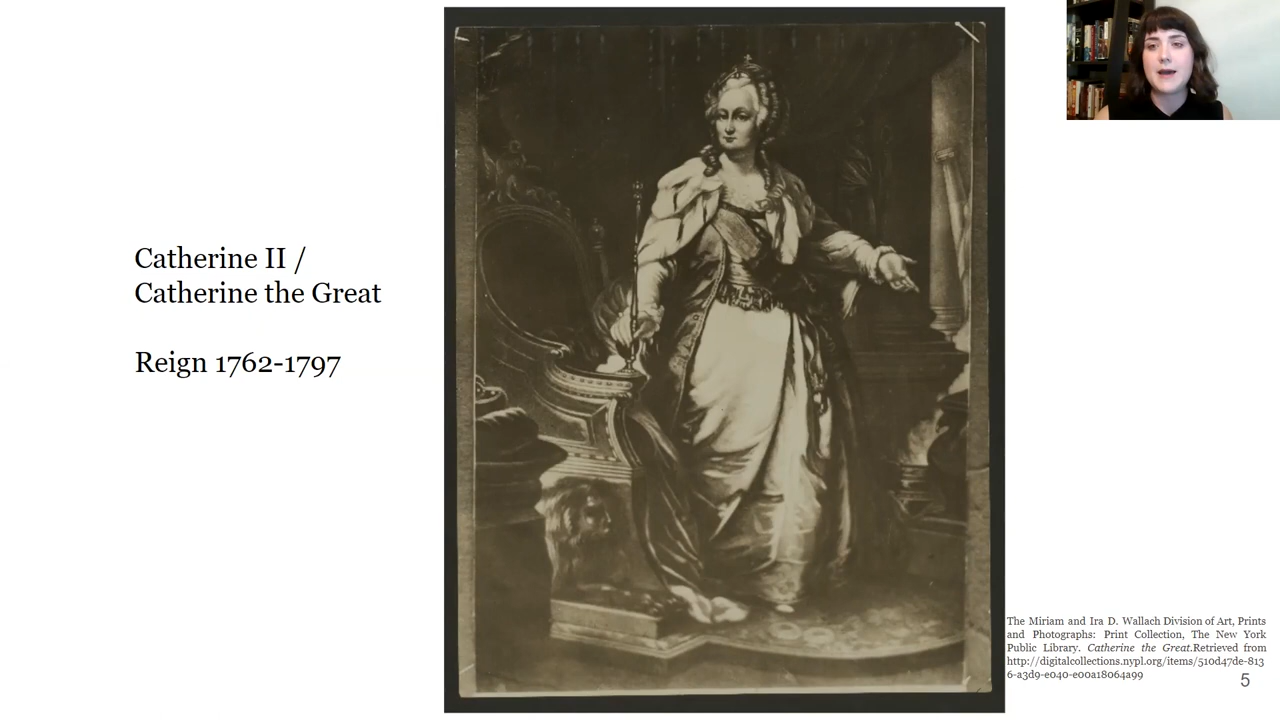 Catherine II /
Catherine the Great
Reign 1762-1797
The Miriam and Ira D. Wallach Division of Art, Prints
and Photographs: Print Collection, The New York
Public Library. Catherine the Great.Retrieved from
http://digitalcollections.nypl.org/items/510d47de-813
6-a3d9-e040-e00a18064a99
5